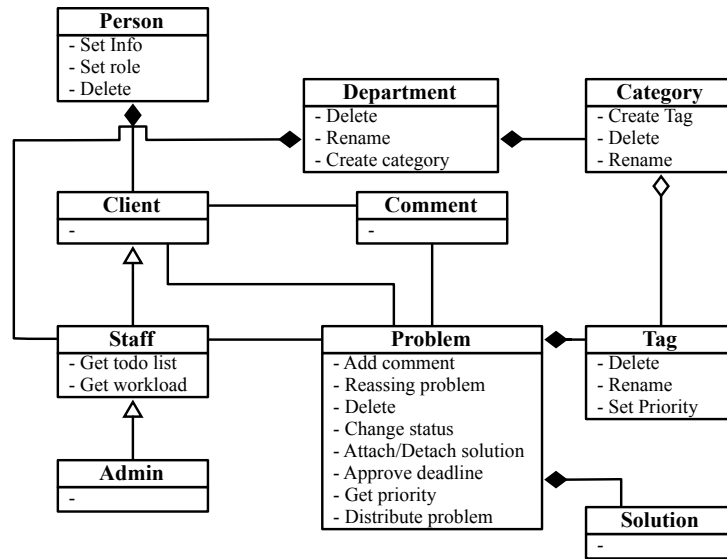 Person
- Set Info
- Set role
- Delete
Department
- Delete
- Rename
- Create category
Category
- Create Tag
- Delete
- Rename
Client
-
Comment
-
Staff
- Get todo list
- Get workload
Problem
- Add comment
- Reassing problem
- Delete
- Change status
- Attach/Detach solution
- Approve deadline
- Get priority
- Distribute problem
Tag
- Delete
- Rename
- Set Priority
Admin
-
Solution
-